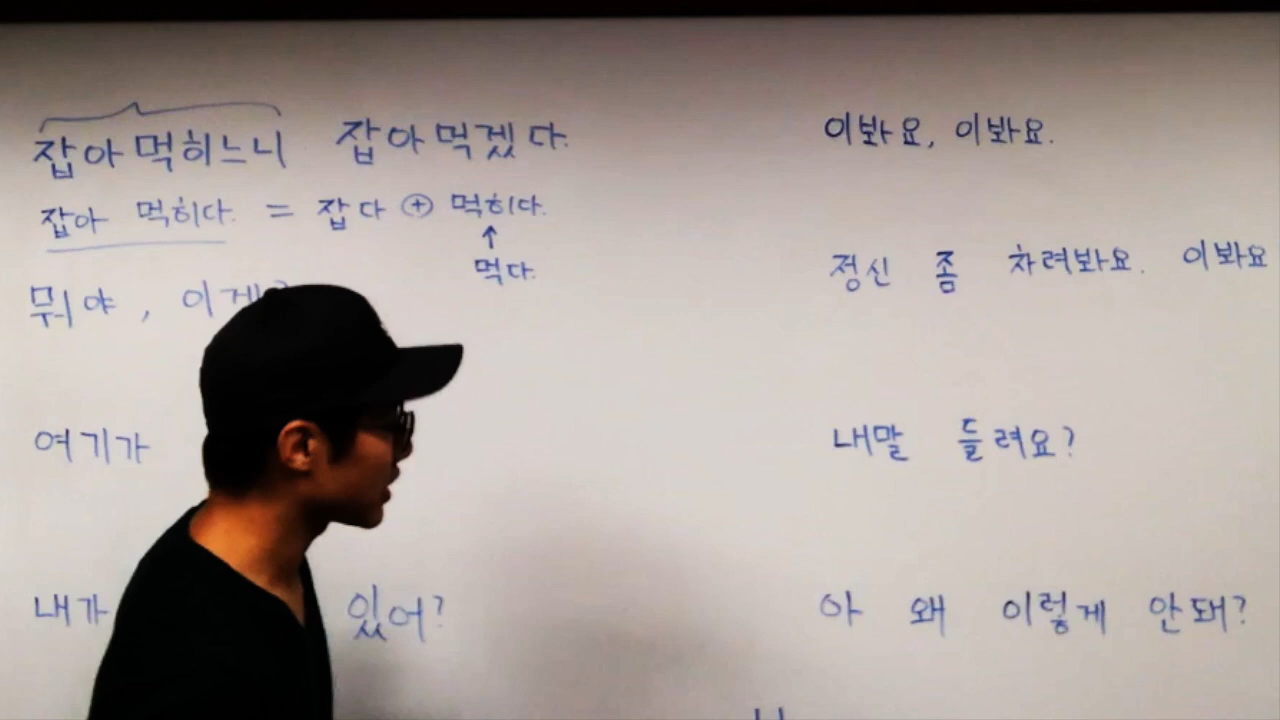 잡아먹히느니 잡아먹겠다.
잡아 먹히다. = 잡다 ⊕ 먹히다.
↑
먹다.
뭐야, 이게?
여기가
내가 있어?
이봐요, 이봐요.
정신 좀 차려봐요. 이봐요
내말 들려요?
아 왜 이렇게 안돼?